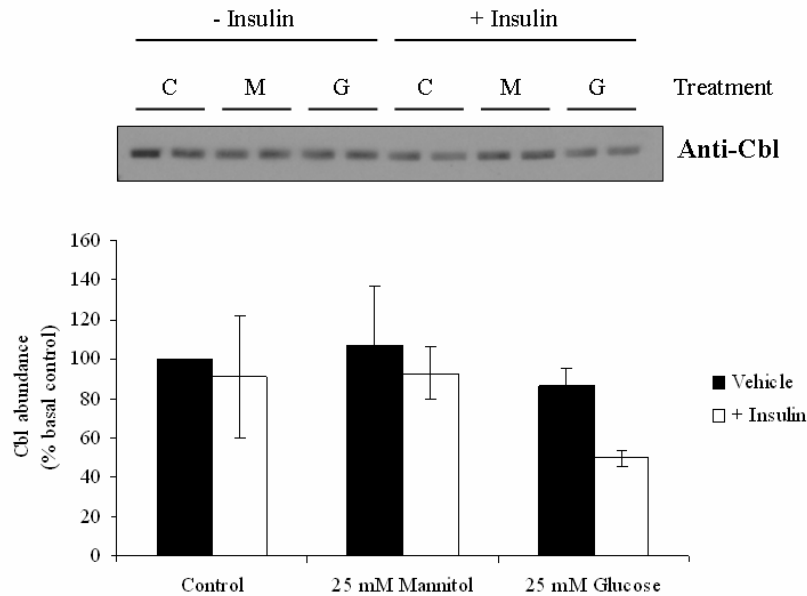 - Insulin + Insulin
C M G C M G Treatment
Anti-Cbl
160
140
120
100
80
60
40
20
0
Cbl abundance
(% basal control)
Control 25 mM Mannitol 25 mM Glucose
Vehicle
+ Insulin